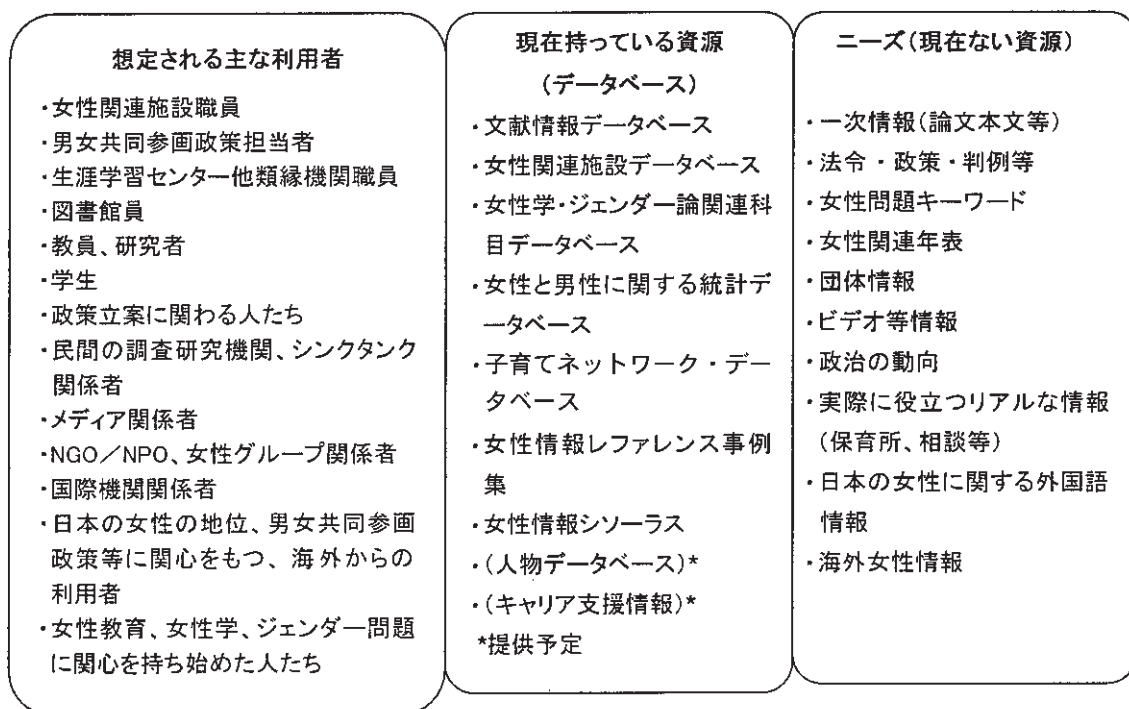 想定される主な利用者
・女性関連施設職員
・男女共同参画政策担当者
・生涯学習センター他類縁機関職員
・図書館員
・教員、研究者
・学生
・政策立案に関わる人たち
・民間の調査研究機関、シンクタンク
関係者
・メディア関係者
・NGO/NPO、女性グループ関係者
・国際機関関係者
・日本の女性の地位、男女共同参画
政策等に関心をもつ、海外からの
利用者
・女性教育、女性学、ジェンダー問題
に関心を持ち始めた人たち
現在持っている資源
(データベース)
・文献情報データベース
・女性関連施設データベース
・女性学・ジェンダー論関連科
目データベース
・女性と男性に関する統計デ
ータベース
・子育てネットワーク・デー
タベース
・女性情報レファレンス事例
集
・女性情報シソーラス
・(人物データベース)*
・(キャリア支援情報)*
*提供予定
ニーズ(現在ない資源)
・一次情報(論文本文等)
・法令・政策・判例等
・女性問題キーワード
・女性関連年表
・団体情報
・ビデオ等情報
・政治の動向
・実際に役立つリアルな情報
(保育所、相談等)
・日本の女性に関する外国語
情報
・海外女性情報